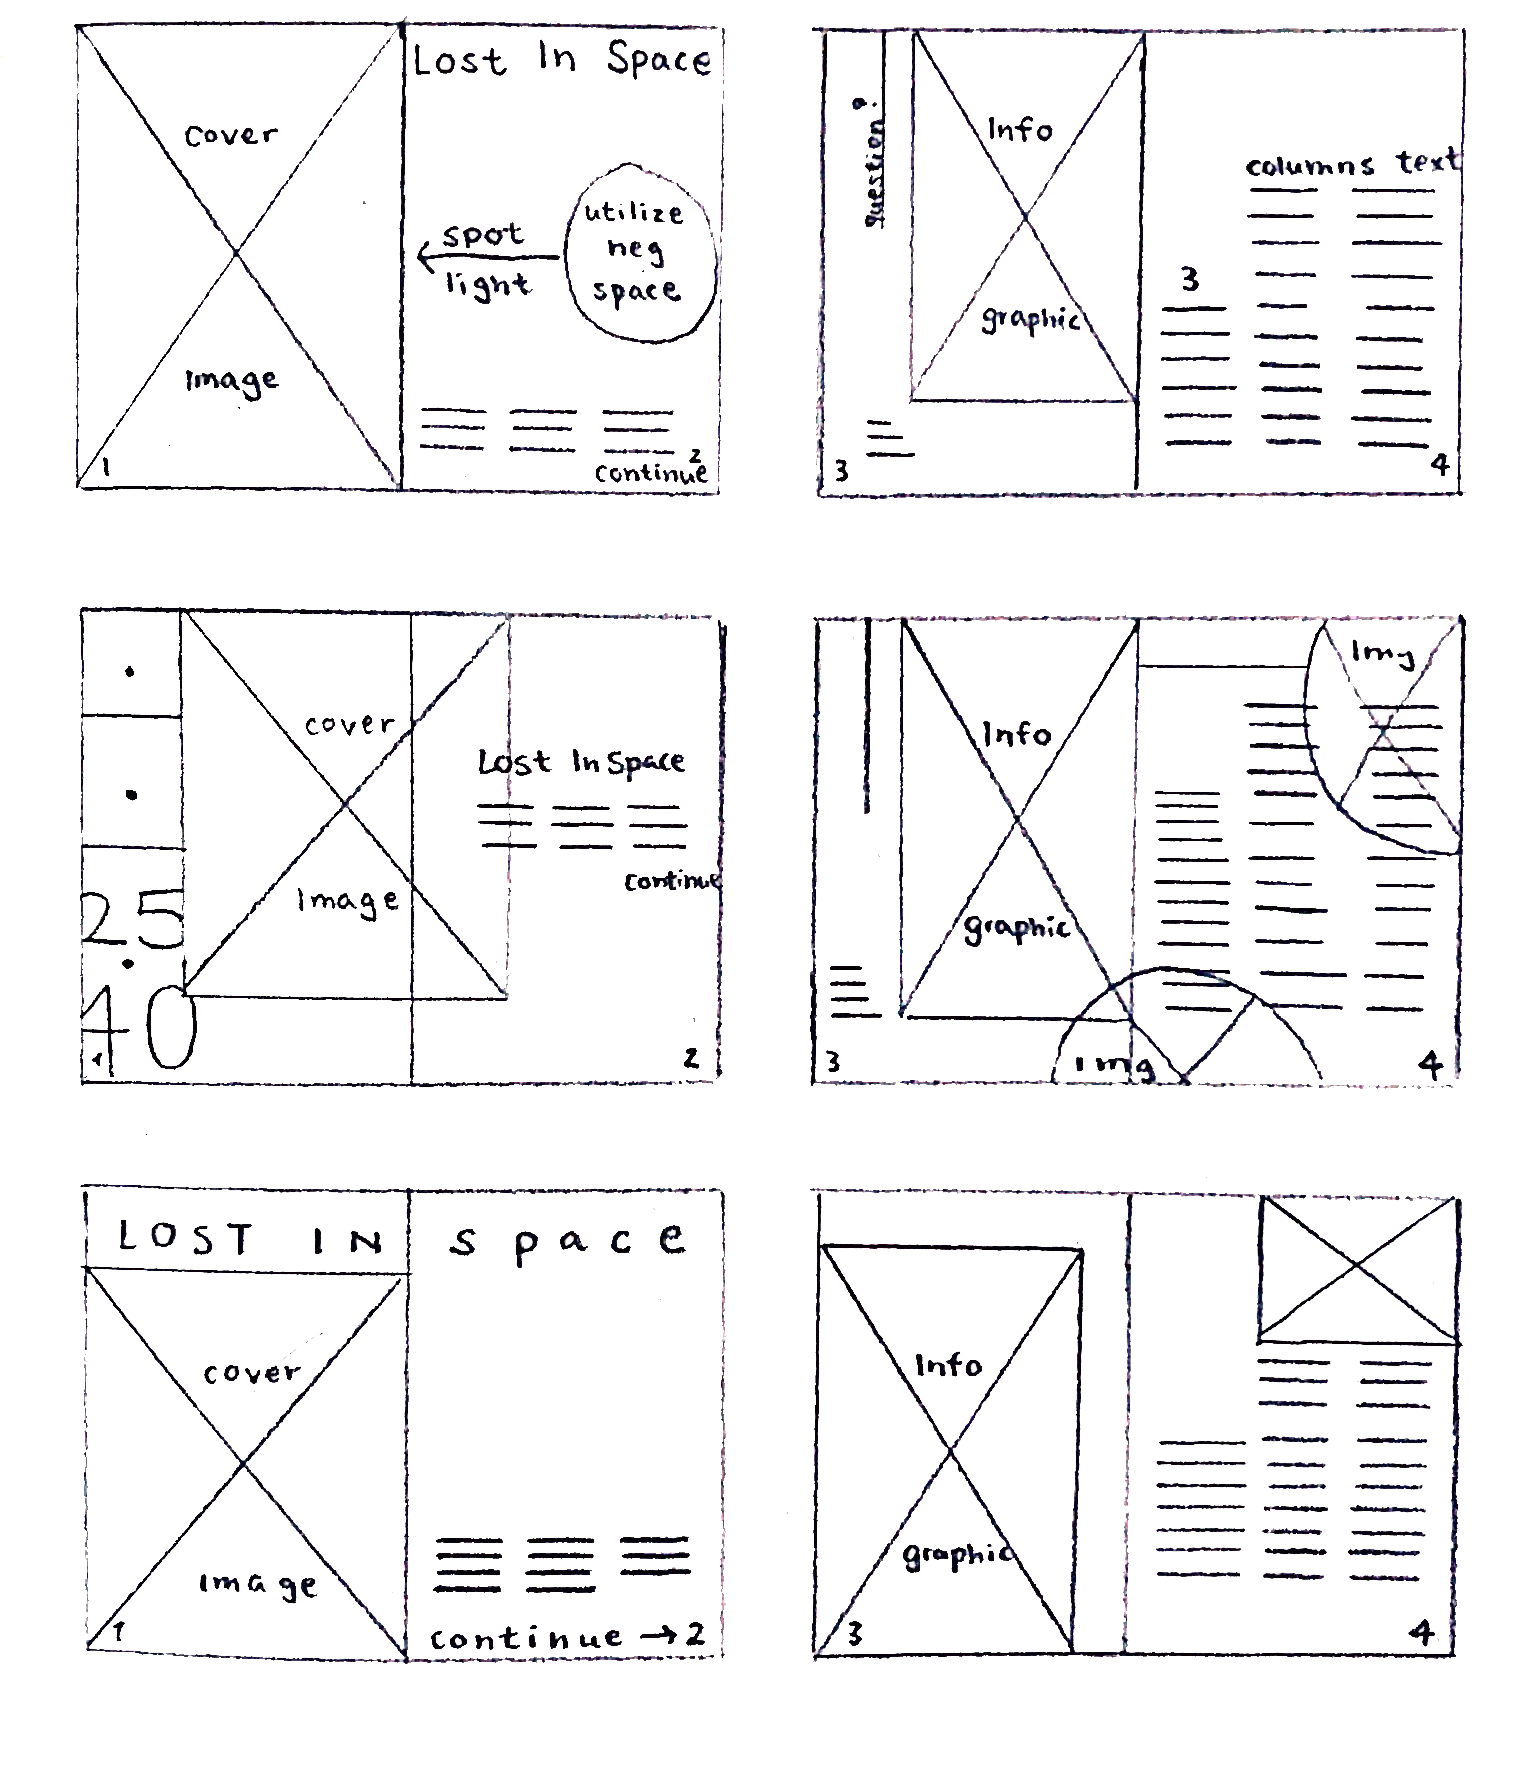 Lost In Space
cover
utilize
neg
space
spot
light
Image
1
2
continue
question?
Info
columns text
3
graphic
3
4
cover
Lost In Space
continue
Image
25
40
1
2
Img
Info
graphic
Img
3
4
LOST IN space
cover
Image
1
continue → 2
Info
graphic
3
4